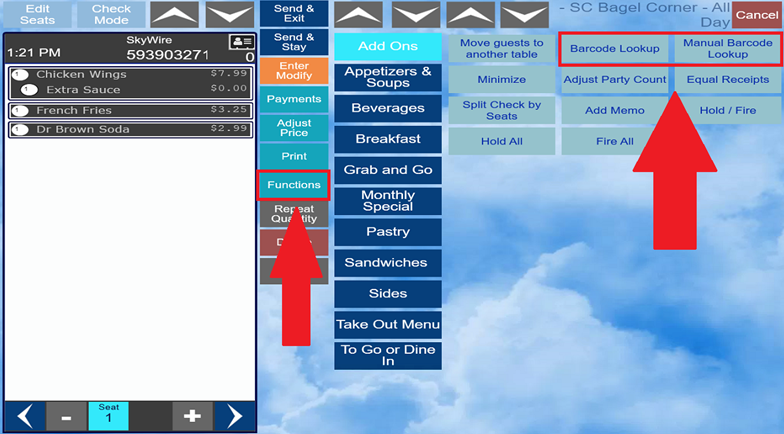 Edit
Seats
Check
Mode
Send &
Exit
- SC Bagel Corner - All
Day
Cancel
SkyWire
1:21 PM
593903271
0
Send &
Stay
Enter
Modify
Payments
Adjust
Price
Print
Functions
Repeat
Quantity
1 Chicken Wings $7.99
1 Extra Sauce $0.00
1 French Fries $3.25
1 Dr Brown Soda $2.99
Add Ons
Appetizers &
Soups
Beverages
Breakfast
Grab and Go
Monthly
Special
Pastry
Sandwiches
Sides
Take Out Menu
To Go or Dine
In
Move guests to
another table
Barcode Lookup
Manual Barcode
Lookup
Minimize
Adjust Party Count
Equal Receipts
Split Check by
Seats
Add Memo
Hold / Fire
Hold All
Fire All
-
Seat
1
+